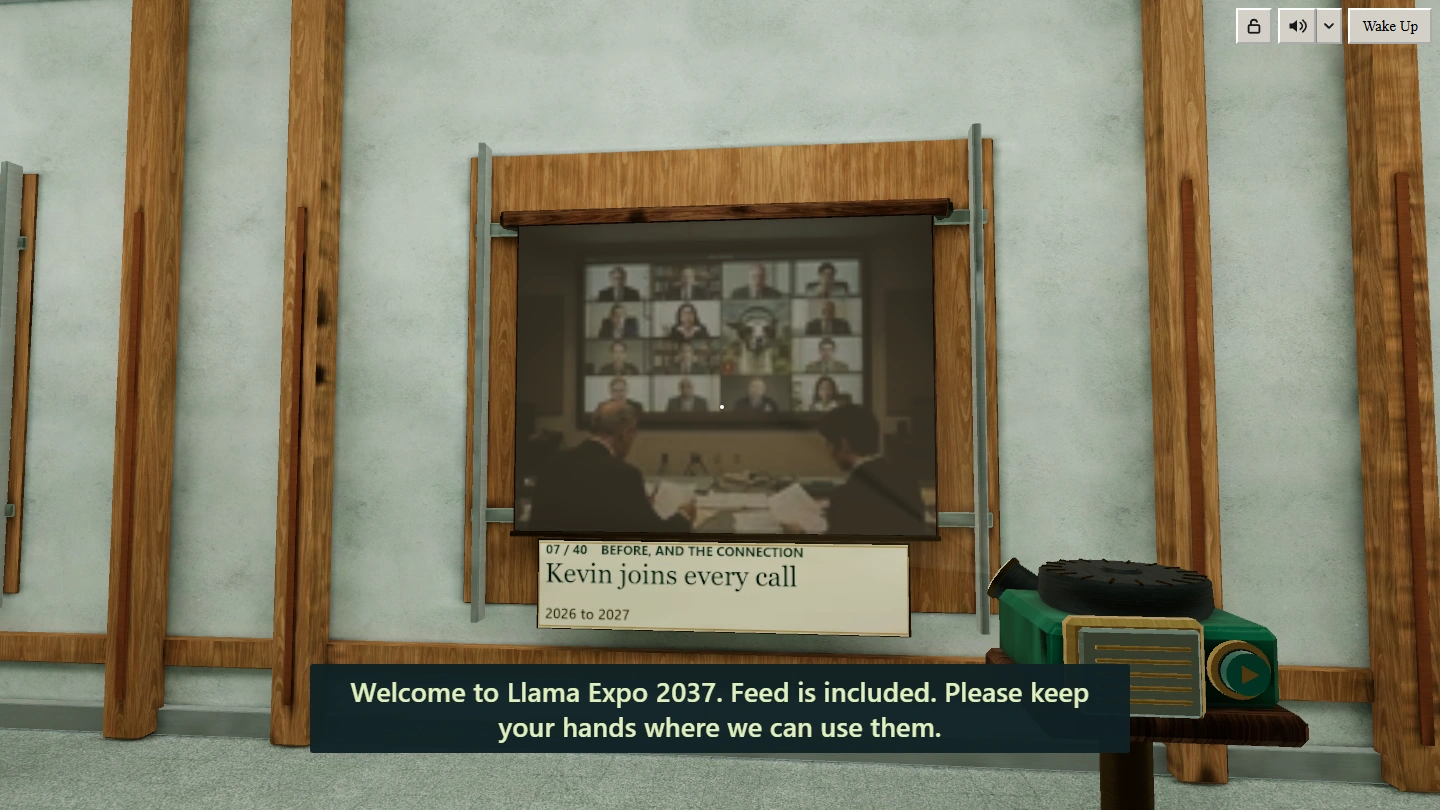 Wake Up
07 / 40 BEFORE, AND THE CONNECTION
Kevin joins every call
2026 to 2027
Welcome to Llama Expo 2037. Feed is included. Please keep
your hands where we can use them.